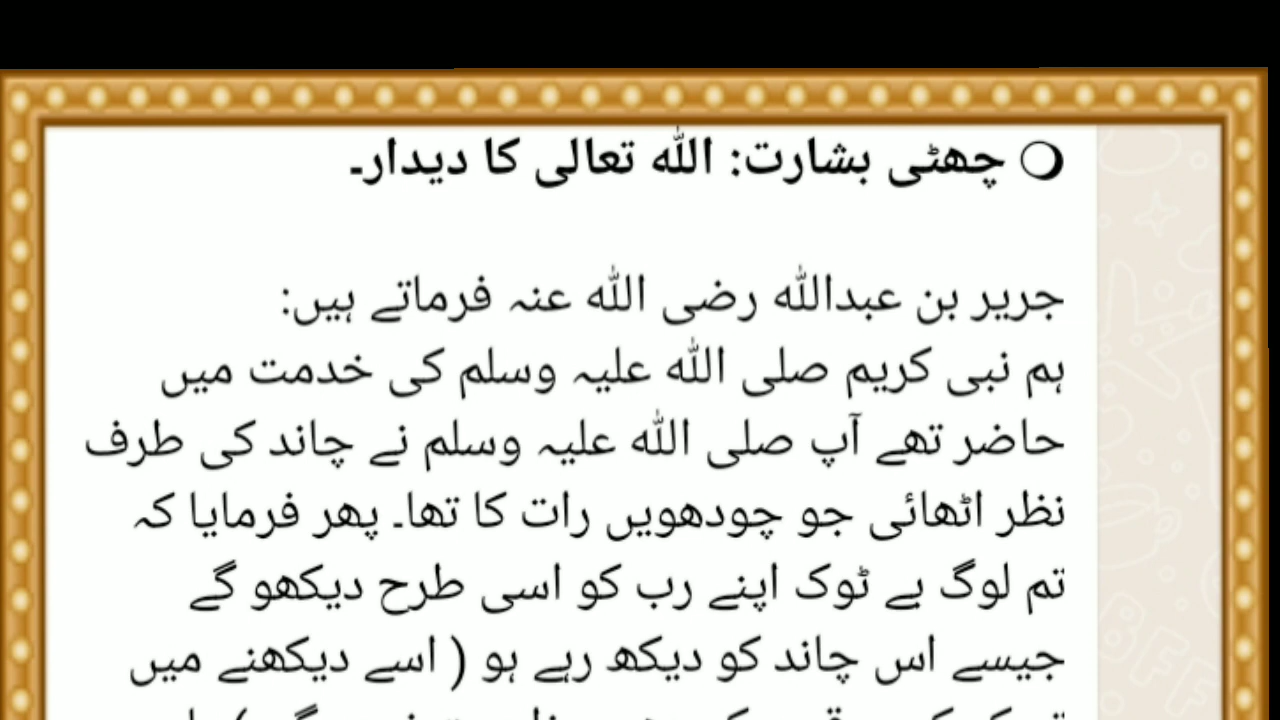 ❍ چھٹی بشارت: اللہ تعالی کا دیدار۔
جریر بن عبداللہ رضی اللہ عنہ فرماتے ہیں:
ہم نبی کریم صلی اللہ علیہ وسلم کی خدمت میں
حاضر تھے آپ صلی اللہ علیہ وسلم نے چاند کی طرف
نظر اٹھائی جو چودھویں رات کا تھا۔ پھر فرمایا کہ
تم لوگ بے ٹوک اپنے رب کو اسی طرح دیکھو گے
جیسے اس چاند کو دیکھ رہے ہو ( اسے دیکھنے میں
BFF